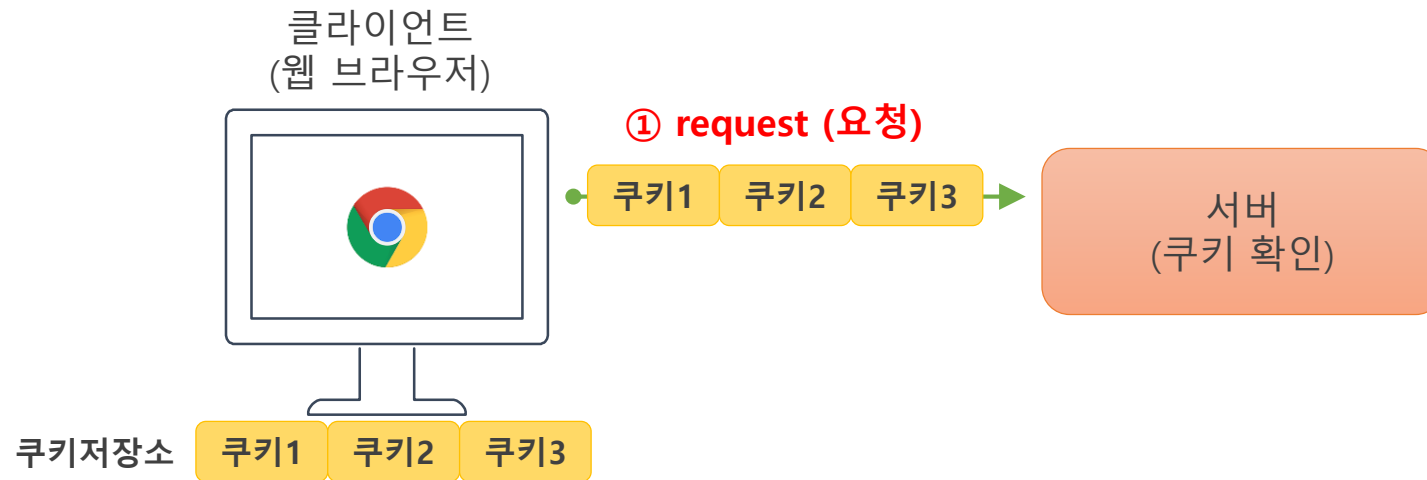 클라이언트
(웹 브라우저)
① request (요청)
쿠키1 쿠키2 쿠키3
서버
(쿠키 확인)
쿠키저장소 쿠키1 쿠키2 쿠키3